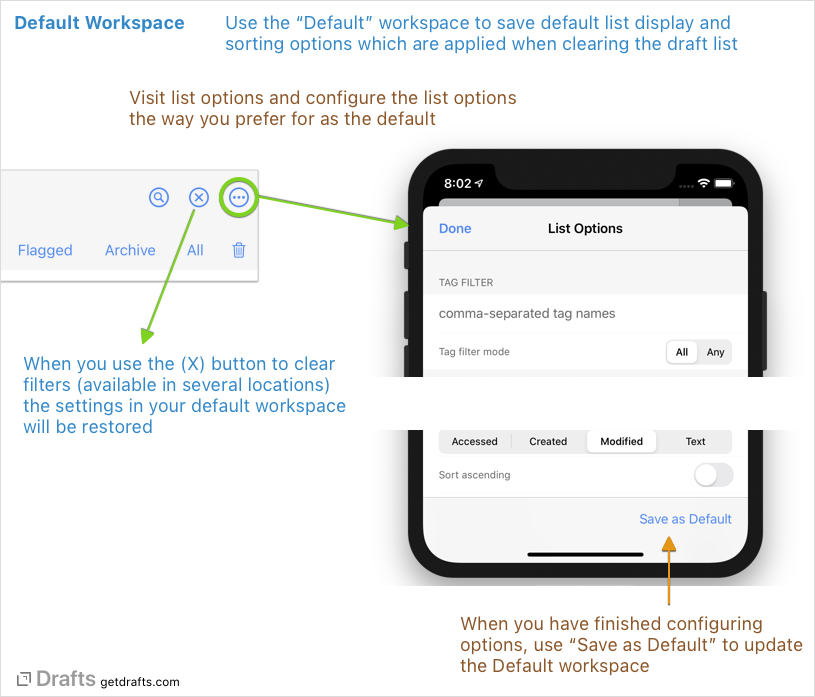 Default Workspace
Use the “Default” workspace to save default list display and
sorting options which are applied when clearing the draft list
Visit list options and configure the list options
the way you prefer for as the default
Flagged
Archive
All
When you use the (X) button to clear
filters (available in several locations)
the settings in your default workspace
will be restored
8:02
Done
List Options
TAG FILTER
comma-separated tag names
Tag filter mode
All
Any
Accessed
Created
Modified
Text
Sort ascending
Save as Default
When you have finished configuring
options, use “Save as Default” to update
the Default workspace
Drafts getdrafts.com